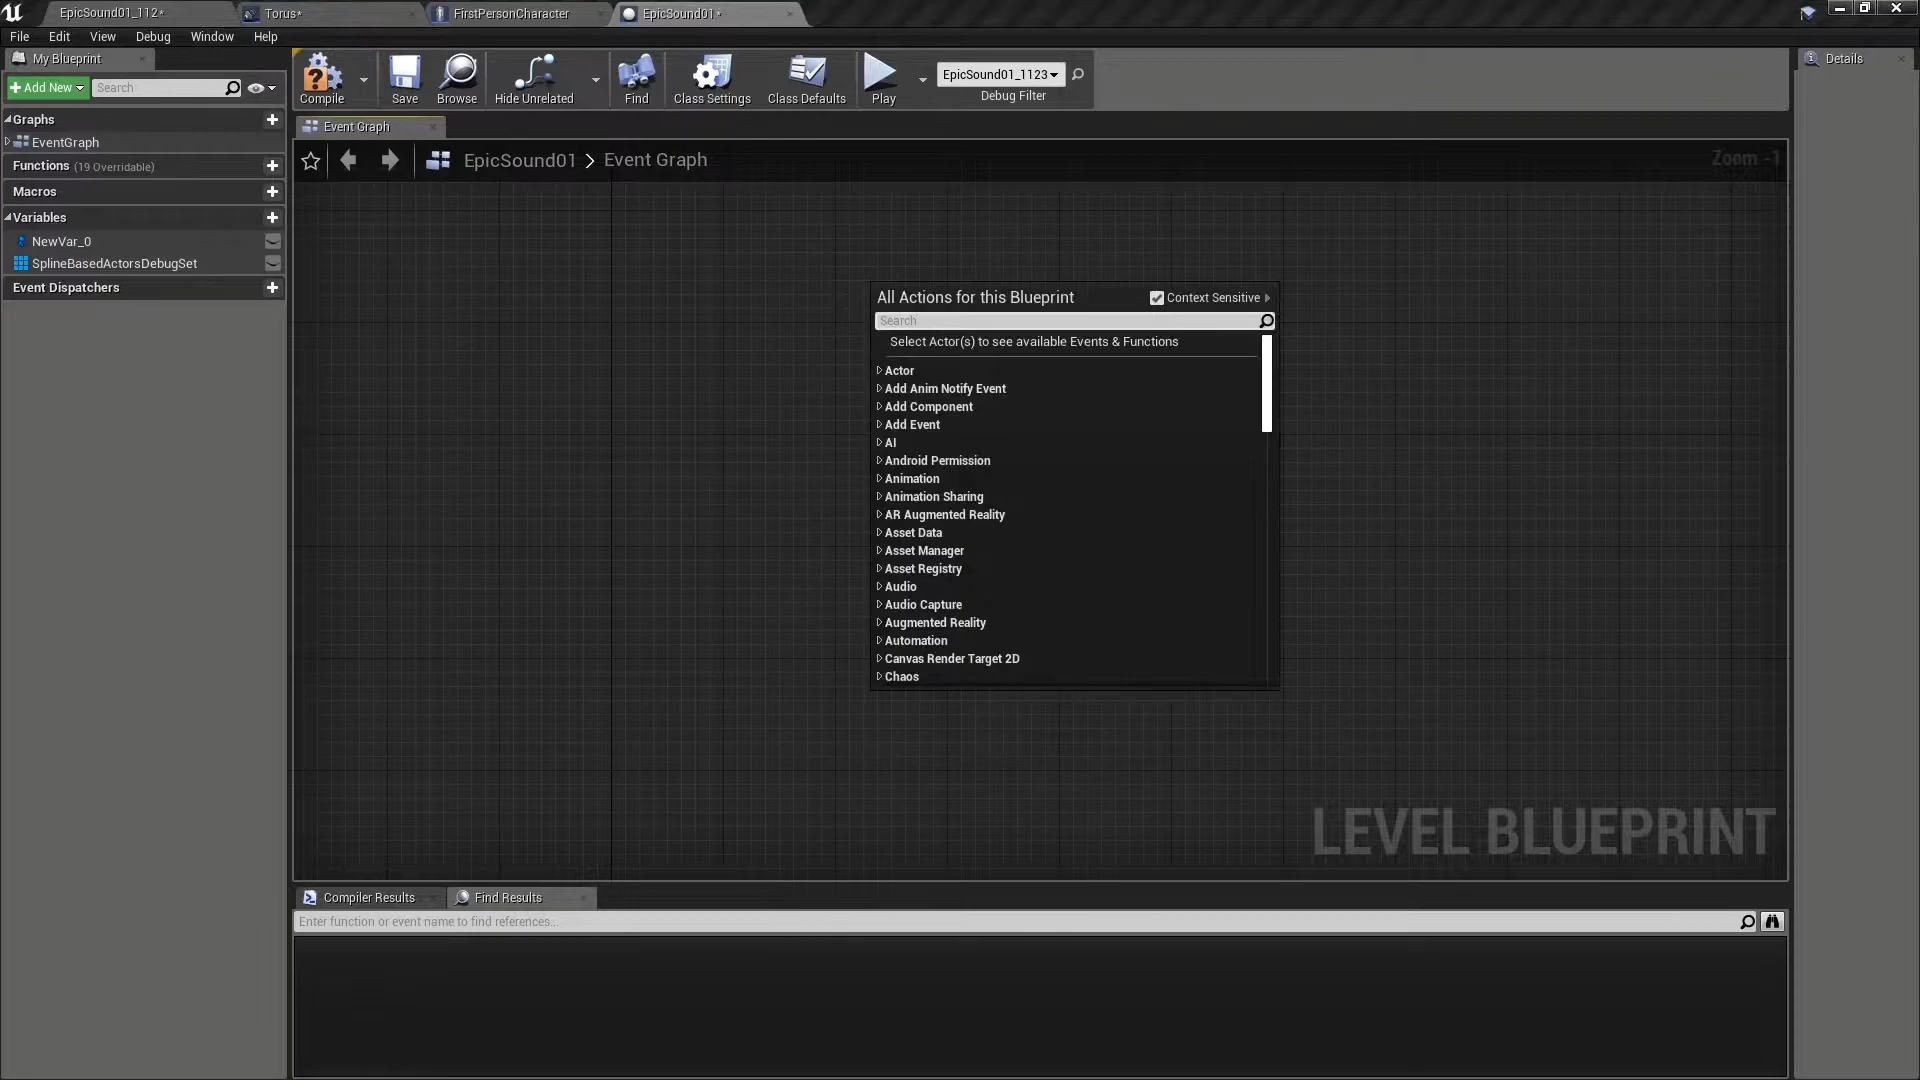 EpicSound01_112*
Torus*
FirstPersonCharacter
EpicSound01*
File Edit View Debug Window Help
My Blueprint
Add New
Search
Graphs
EventGraph
Functions (19 Overridable)
Macros
Variables
NewVar_0
SplineBasedActorsDebugSet
Event Dispatchers
Compile
Save
Browse
Hide Unrelated
Find
Class Settings
Class Defaults
Play
EpicSound01_1123
Debug Filter
Event Graph
EpicSound01 > Event Graph
Zoom -1
All Actions for this Blueprint
Context Sensitive
Search
Select Actor(s) to see available Events & Functions
Actor
Add Anim Notify Event
Add Component
Add Event
AI
Android Permission
Animation
Animation Sharing
AR Augmented Reality
Asset Data
Asset Manager
Asset Registry
Audio
Audio Capture
Augmented Reality
Automation
Canvas Render Target 2D
Chaos
LEVEL BLUEPRINT
Compiler Results
Find Results
Enter function or event name to find references...
Details